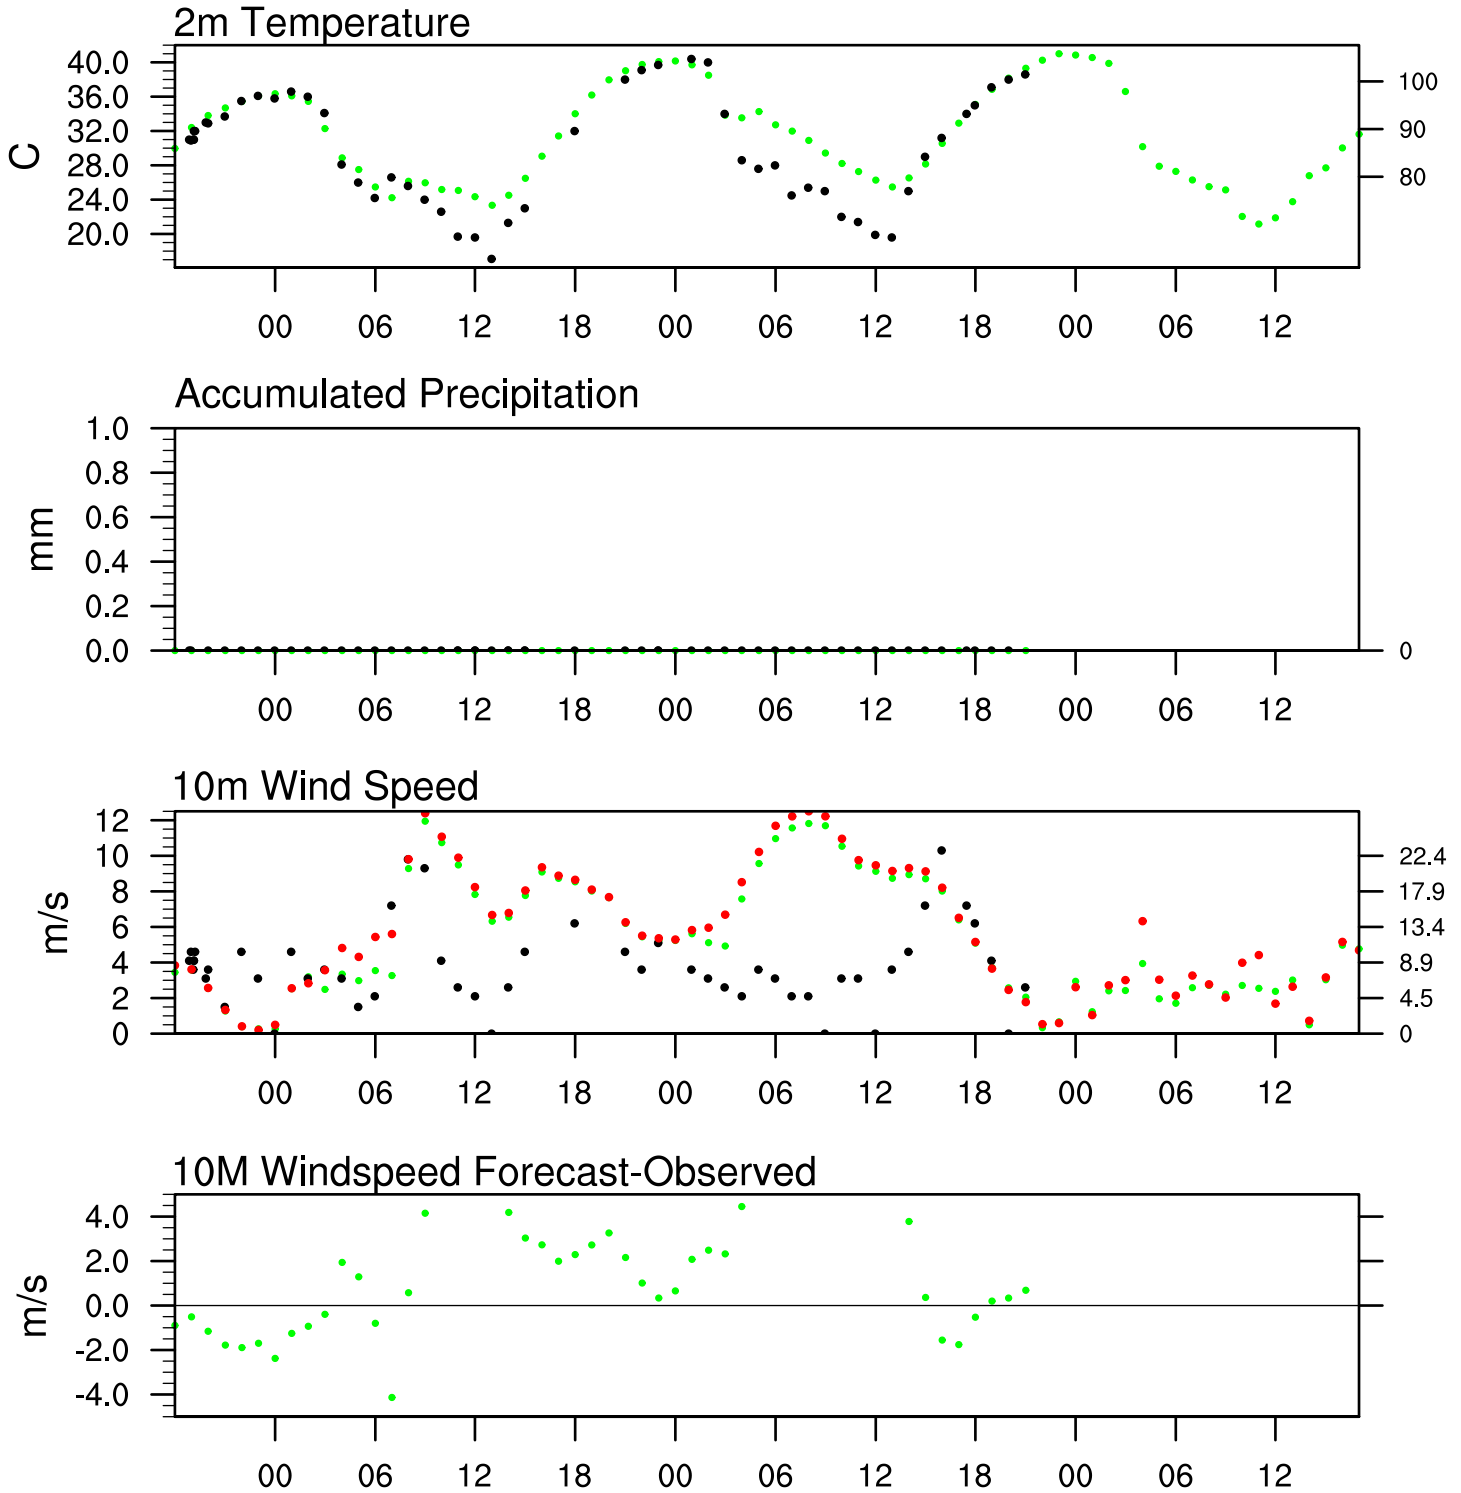 2m Temperature
40.0
36.0
32.0
28.0
24.0
20.0
C
100
90
80
00 06 12 18 00 06 12 18 00 06 12
Accumulated Precipitation
1.0
0.8
0.6
0.4
0.2
0.0
mm
0
00 06 12 18 00 06 12 18 00 06 12
10m Wind Speed
12
10
8
6
4
2
0
m/s
22.4
17.9
13.4
8.9
4.5
0
00 06 12 18 00 06 12 18 00 06 12
10M Windspeed Forecast-Observed
4.0
2.0
0.0
-2.0
-4.0
m/s
00 06 12 18 00 06 12 18 00 06 12